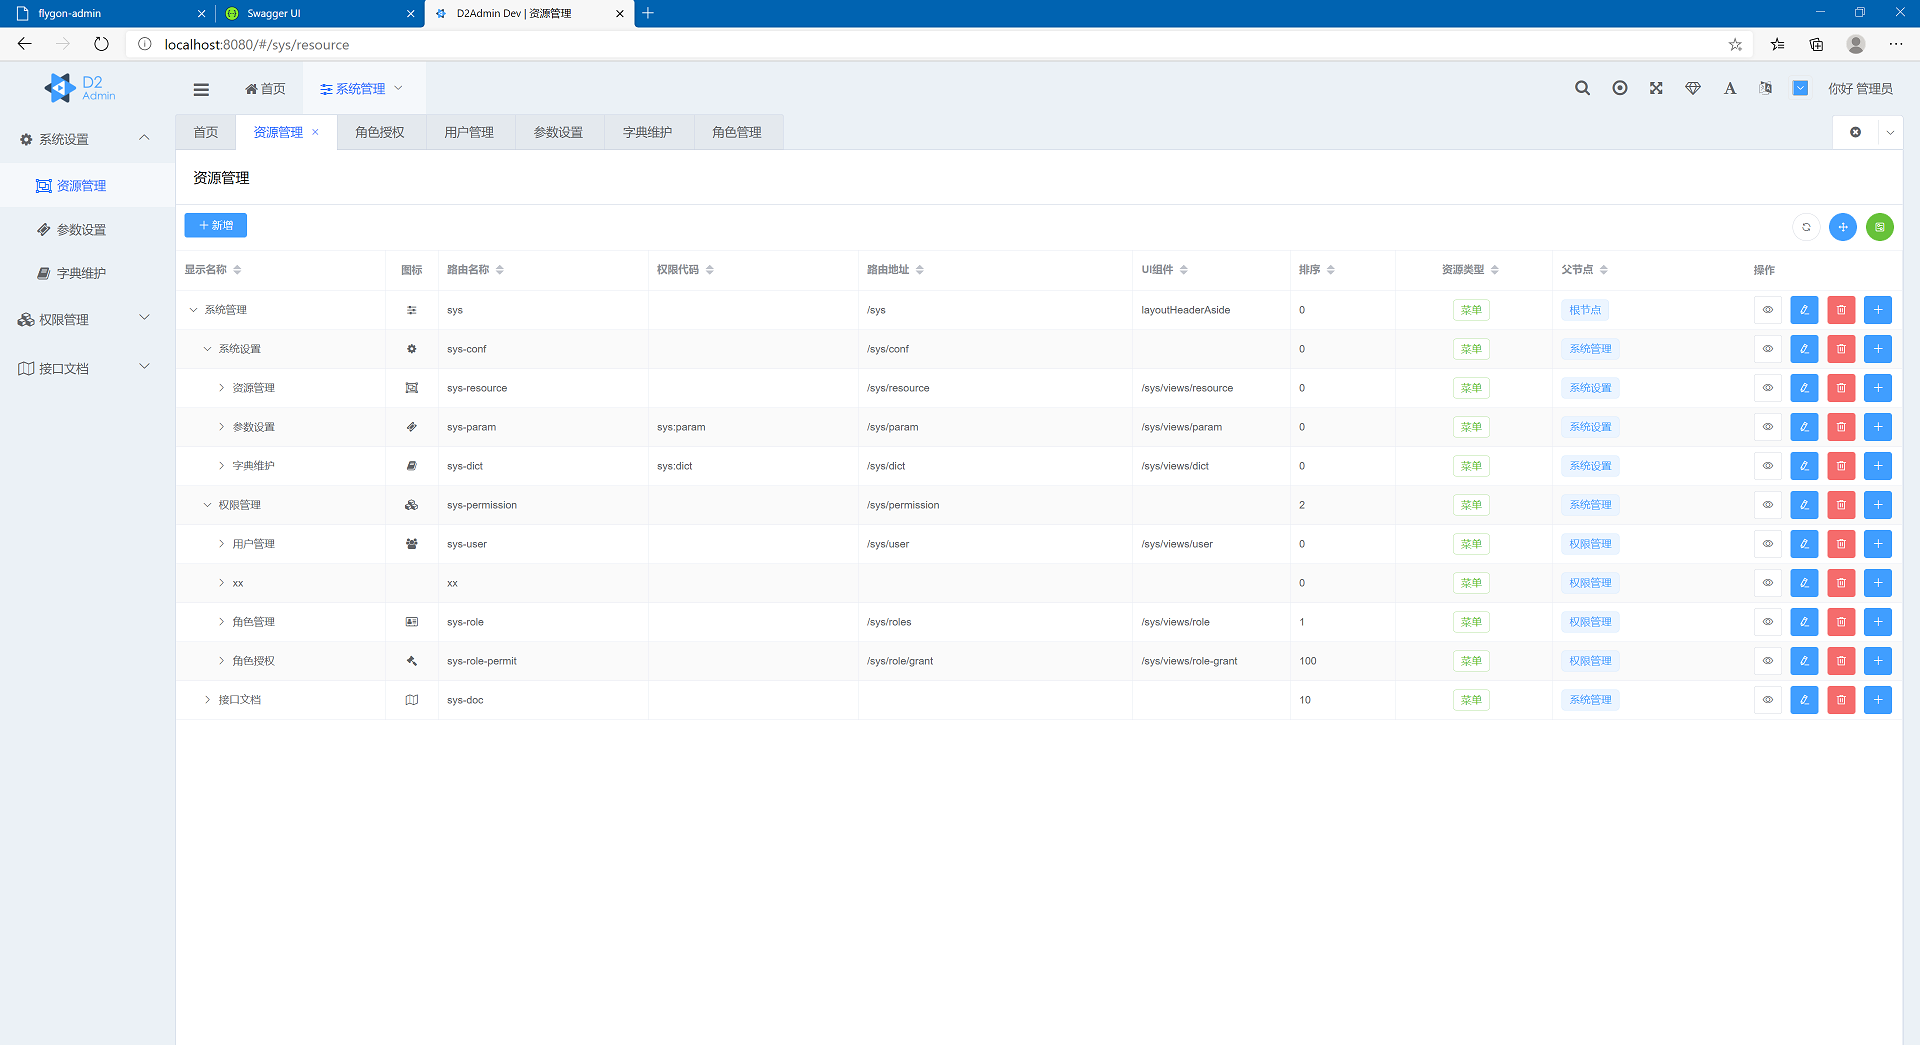 flygon-admin
Swagger UI
D2Admin Dev | 资源管理
localhost:8080/#/sys/resource
D2 Admin
首页
系统管理
A
你好 管理员
系统设置
资源管理
参数设置
字典维护
权限管理
接口文档
首页 资源管理 角色授权 用户管理 参数设置 字典维护 角色管理
资源管理
新增
显示名称 图标 路由名称 权限代码 路由地址 UI组件 排序 资源类型 父节点 操作
系统管理 sys /sys layoutHeaderAside 0 菜单 根节点
系统设置 sys-conf /sys/conf 0 菜单 系统管理
资源管理 sys-resource /sys/resource /sys/views/resource 0 菜单 系统设置
参数设置 sys-param sys:param /sys/param /sys/views/param 0 菜单 系统设置
字典维护 sys-dict sys:dict /sys/dict /sys/views/dict 0 菜单 系统设置
权限管理 sys-permission /sys/permission 2 菜单 系统管理
用户管理 sys-user /sys/user /sys/views/user 0 菜单 权限管理
xx xx 0 菜单 权限管理
角色管理 sys-role /sys/roles /sys/views/role 1 菜单 权限管理
角色授权 sys-role-permit /sys/role/grant /sys/views/role-grant 100 菜单 权限管理
接口文档 sys-doc 10 菜单 系统管理